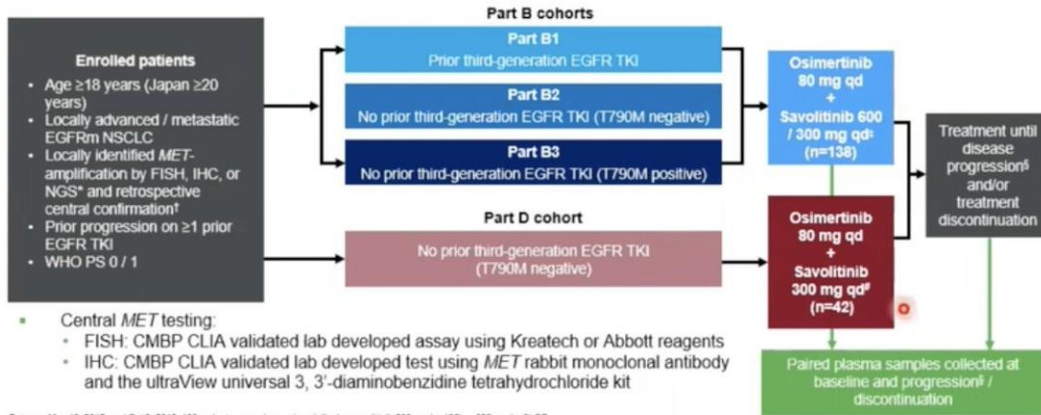 Part B cohorts
Enrolled patients
• Age ≥18 years (Japan ≥20
years)
• Locally advanced / metastatic
EGFRm NSCLC
• Locally identified MET-
amplification by FISH, IHC, or
NGS* and retrospective
central confirmation†
• Prior progression on ≥1 prior
EGFR TKI
• WHO PS 0 / 1
Part B1
Prior third-generation EGFR TKI
Part B2
No prior third-generation EGFR TKI (T790M negative)
Part B3
No prior third-generation EGFR TKI (T790M positive)
Part D cohort
No prior third-generation EGFR TKI
(T790M negative)
Osimertinib
80 mg qd
+
Savolitinib 600
/ 300 mg qd‡
(n=138)
Osimertinib
80 mg qd
+
Savolitinib
300 mg qd#
(n=42)
Treatment until
disease
progression§
and/or
treatment
discontinuation
Paired plasma samples collected at
baseline and progression§ /
discontinuation
▪ Central MET testing:
• FISH: CMBP CLIA validated lab developed assay using Kreatech or Abbott reagents
• IHC: CMBP CLIA validated lab developed test using MET rabbit monoclonal antibody
and the ultraView universal 3, 3'-diaminobenzidine tetrahydrochloride kit